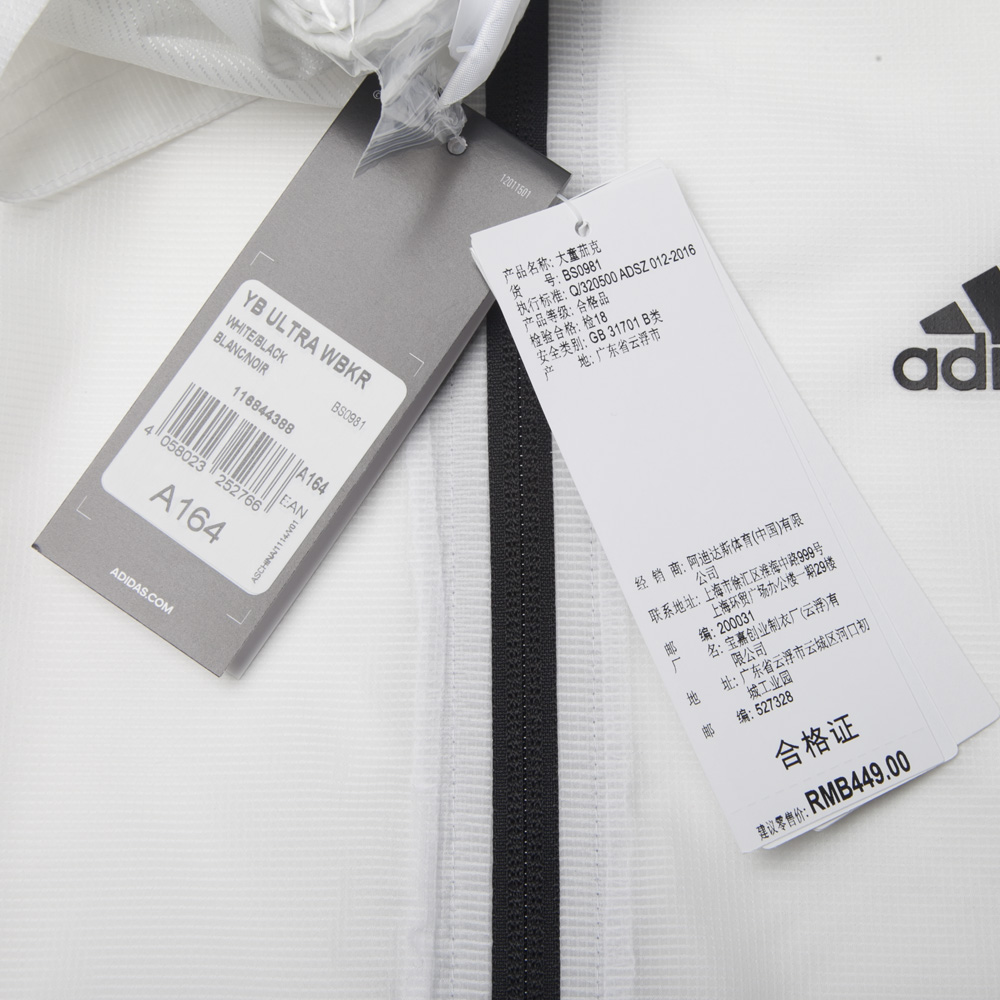 12011501
YB ULTRA WBKR
WHITE/BLACK
BLANC/NOIR
BS0981
116844388
A164
4 058023 252766
EAN
A164
ASCHINA/V1114/V01
ADIDAS.COM
产品名称: 大童茄克
货 号: BS0981
执行标准: Q/320500 ADSZ 012-2016
产品等级: 合格品
检验合格: 检18
安全类别: GB 31701 B类
产 地: 广东省云浮市
经 销 商: 阿迪达斯体育(中国)有限
公司
联系地址: 上海市徐汇区淮海中路999号
上海环贸广场办公楼一期29楼
邮 编: 200031
厂 名: 宝嘉创业制衣厂(云浮)有
限公司
地 址: 广东省云浮市云城区河口初
城工业园
邮 编: 527328
合格证
建议零售价: RMB449.00
adi